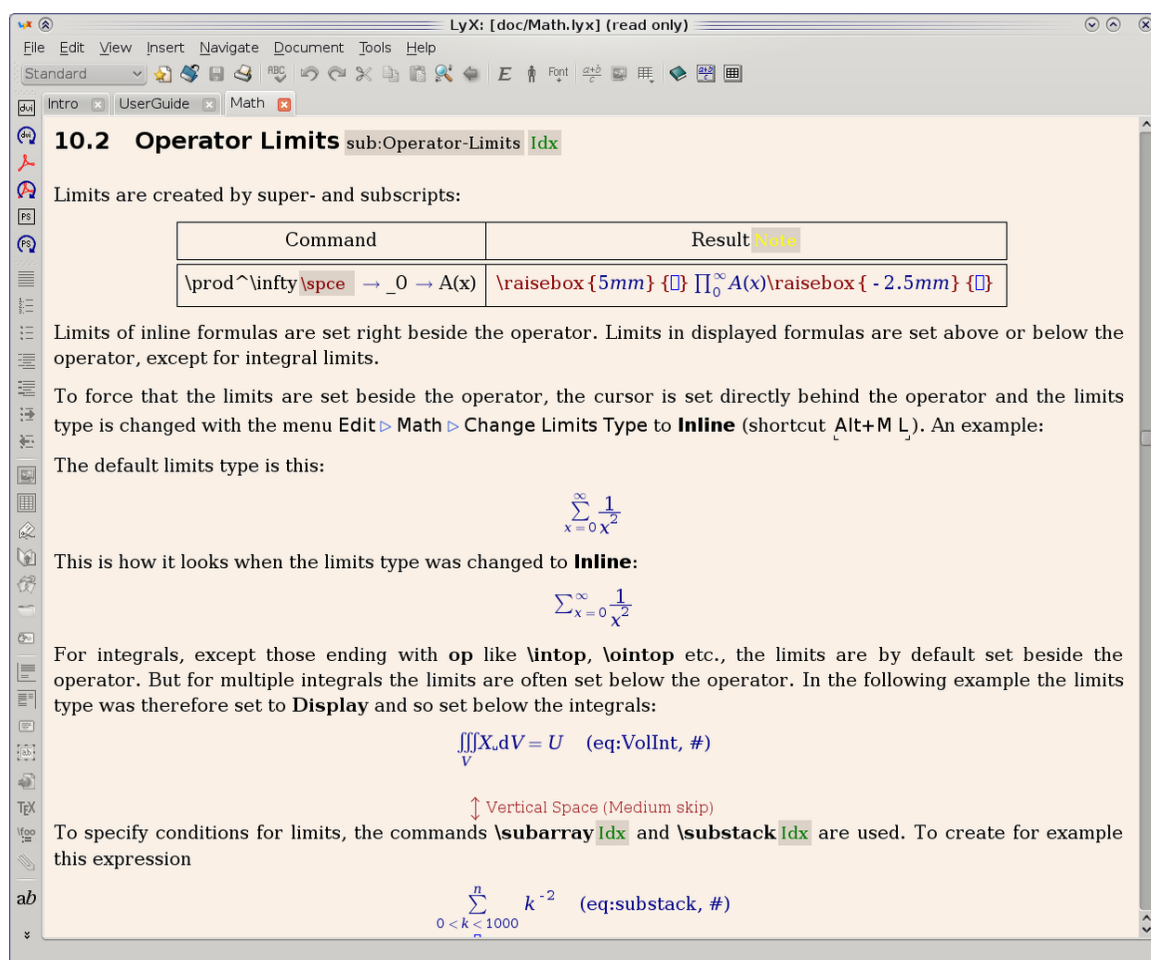 LyX: [doc/Math.lyx] (read only)
File Edit View Insert Navigate Document Tools Help
Standard ABC E Font a+b c a+b c
dvi Intro UserGuide Math
dvi
10.2 Operator Limits sub:Operator-Limits Idx
Limits are created by super- and subscripts:
PS
Command Result Note
PS
\prod^\infty\spce → _0 → A(x) \raisebox{5mm} {▯} ∏₀^∞ A(x)\raisebox{ - 2.5mm} {▯}
Limits of inline formulas are set right beside the operator. Limits in displayed formulas are set above or below the
operator, except for integral limits.
To force that the limits are set beside the operator, the cursor is set directly behind the operator and the limits
type is changed with the menu Edit ▷ Math ▷ Change Limits Type to Inline (shortcut Alt+M L). An example:
The default limits type is this:
∞
∑ 1
x = 0 x²
This is how it looks when the limits type was changed to Inline:
∑ ∞ x = 0 1
x²
For integrals, except those ending with op like \intop, \ointop etc., the limits are by default set beside the
operator. But for multiple integrals the limits are often set below the operator. In the following example the limits
type was therefore set to Display and so set below the integrals:
∭X␣dV = U (eq:VolInt, #)
V
↕ Vertical Space (Medium skip)
TEX
To specify conditions for limits, the commands \subarray Idx and \substack Idx are used. To create for example
\foo
this expression
ab
n
∑ k⁻² (eq:substack, #)
0 < k < 1000